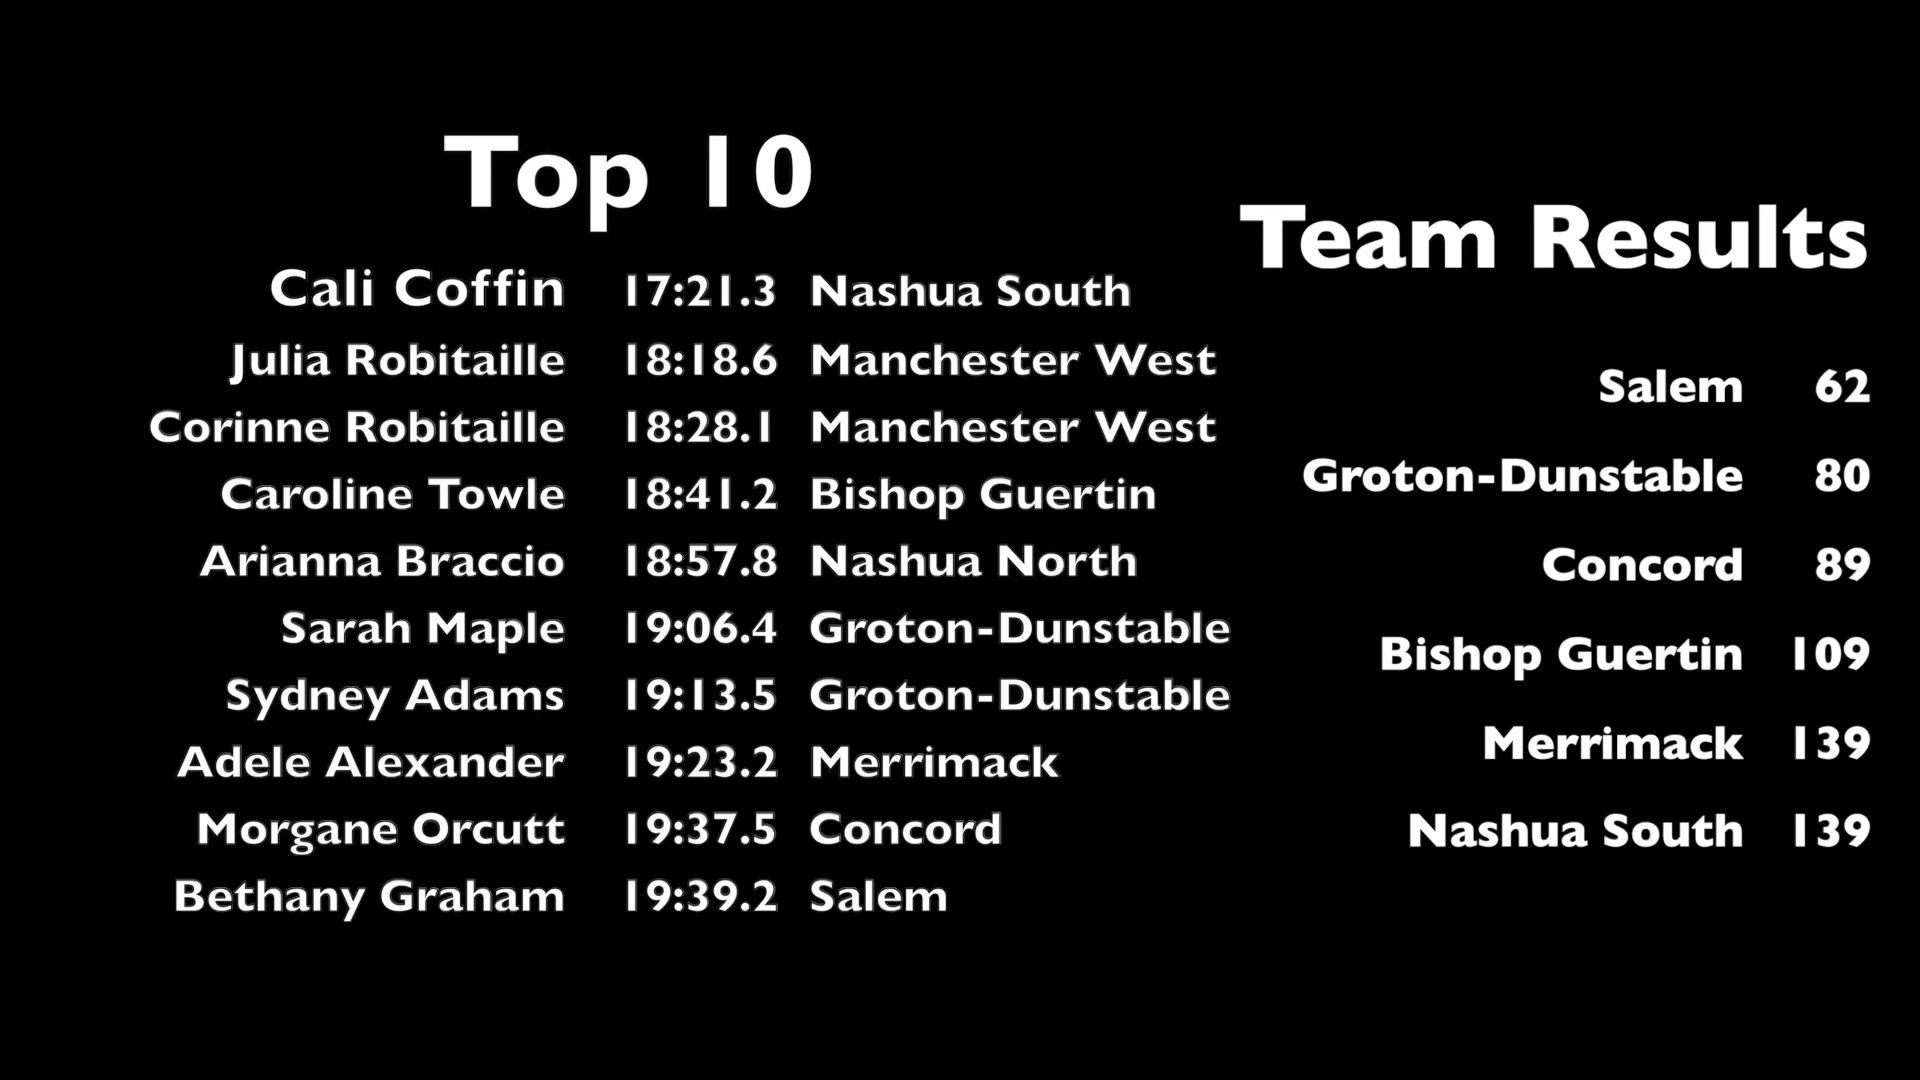 Top 10
Cali Coffin 17:21.3 Nashua South
Julia Robitaille 18:18.6 Manchester West
Corinne Robitaille 18:28.1 Manchester West
Caroline Towle 18:41.2 Bishop Guertin
Arianna Braccio 18:57.8 Nashua North
Sarah Maple 19:06.4 Groton-Dunstable
Sydney Adams 19:13.5 Groton-Dunstable
Adele Alexander 19:23.2 Merrimack
Morgane Orcutt 19:37.5 Concord
Bethany Graham 19:39.2 Salem
Team Results
Salem 62
Groton-Dunstable 80
Concord 89
Bishop Guertin 109
Merrimack 139
Nashua South 139